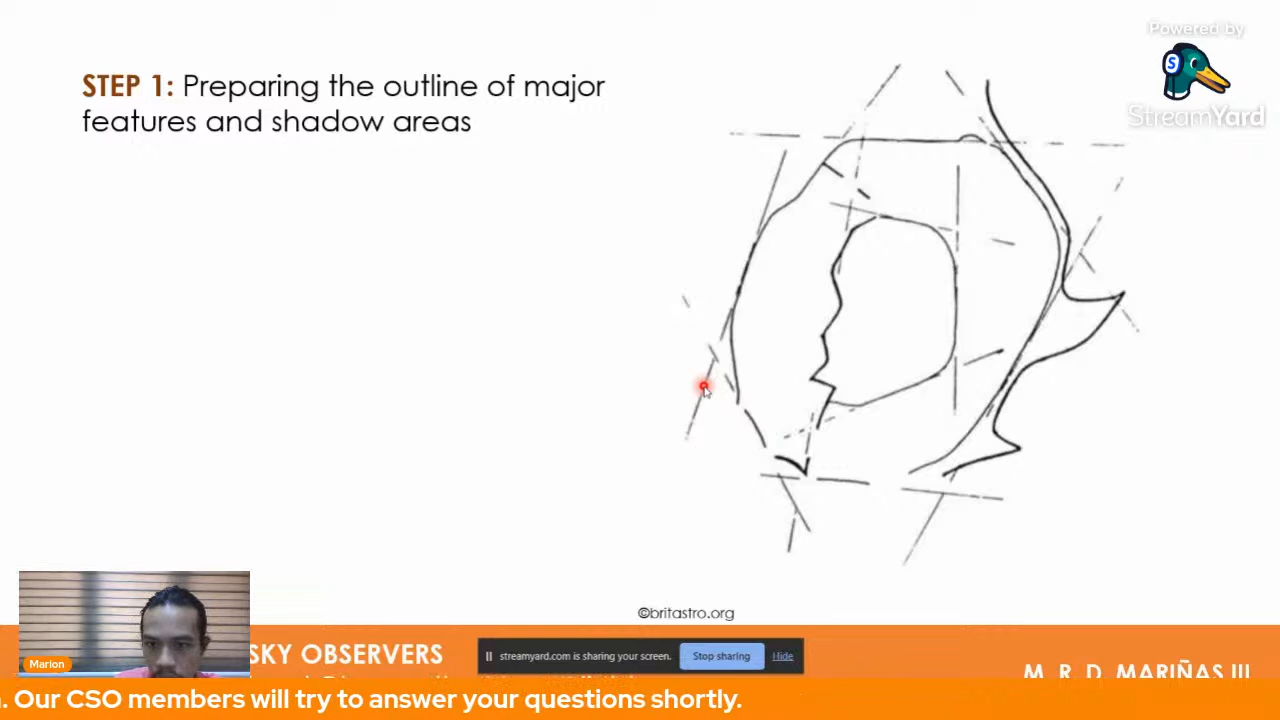 Powered by
S
StreamYard
STEP 1: Preparing the outline of major
features and shadow areas
©britastro.org
Marion
SKY OBSERVERS
streamyard.com is sharing your screen.
Stop sharing
Hide
M. R. D. MARIÑAS III
. Our CSO members will try to answer your questions shortly.